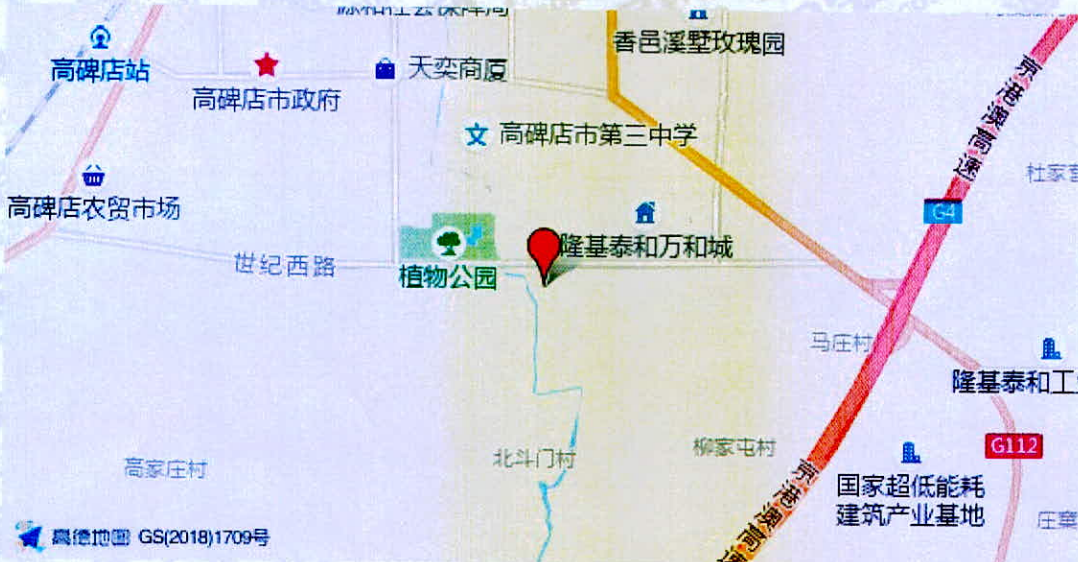 香邑溪墅玫瑰园
高碑店站
天奕商厦
高碑店市政府
京港澳高速
高碑店市第三中学
杜家营
高碑店农贸市场
G4
隆基泰和万和城
世纪西路
植物公园
马庄村
隆基泰和工
G112
高家庄村
北斗门村
柳家屯村
京港澳高速
国家超低能耗
建筑产业基地
高德地图 GS(2018)1709号